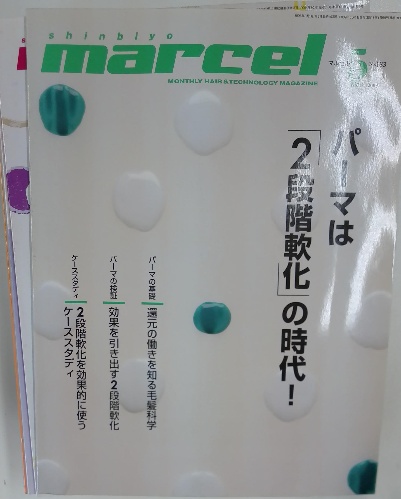 shinbiyo
marcel
MONTHLY HAIR & TECHNOLOGY MAGAZINE
5
パーマは
「2段階軟化」の時代！
パーマの基礎
還元の働きを知る毛髪科学
パーマの検証
効果を引き出す2段階軟化
ケーススタディ
2段階軟化を効果的に使う
ケーススタディ